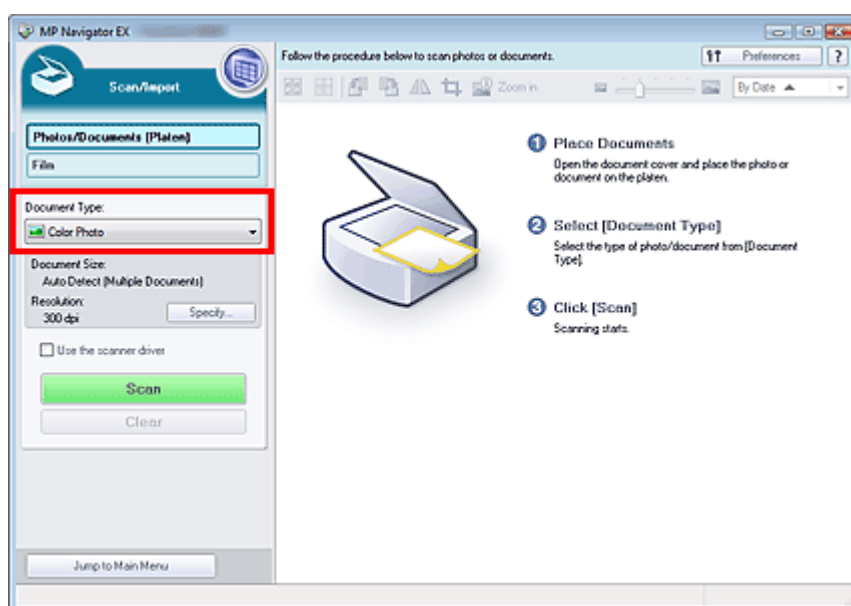 MP Navigator EX
Scan/Import
Photos/Documents (Platen)
Film
Document Type:
Color Photo
Document Size:
Auto Detect (Multiple Documents)
Resolution:
300 dpi
Specify...
Use the scanner driver
Scan
Clear
Jump to Main Menu
Follow the procedure below to scan photos or documents.
Preferences
?
Zoom in
By Date
1 Place Documents
Open the document cover and place the photo or
document on the platen.
2 Select [Document Type]
Select the type of photo/document from [Document
Type].
3 Click [Scan]
Scanning starts.